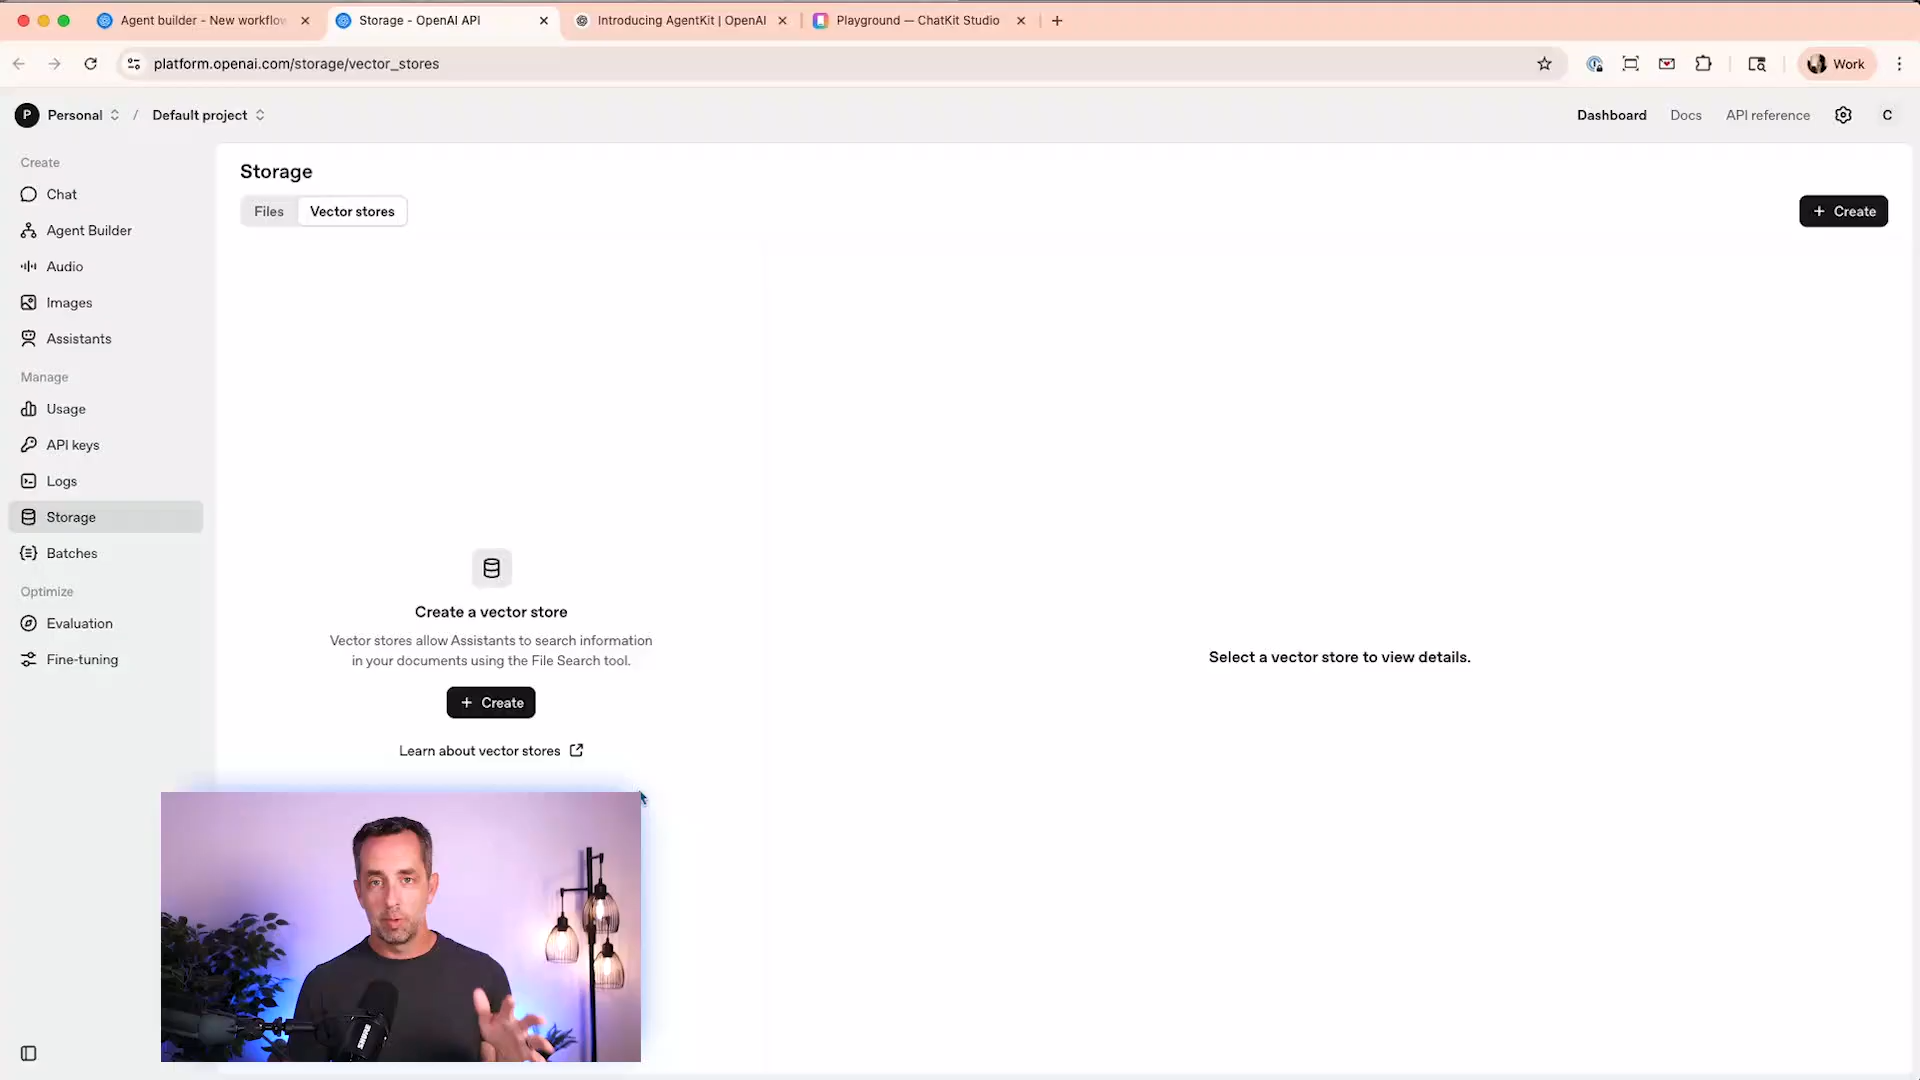 Agent builder - New workflow
Storage - OpenAI API
Introducing AgentKit | OpenAI
Playground — ChatKit Studio
platform.openai.com/storage/vector_stores
Work
P Personal / Default project
Dashboard
Docs
API reference
C
Create
Chat
Agent Builder
Audio
Images
Assistants
Manage
Usage
API keys
Logs
Storage
Batches
Optimize
Evaluation
Fine-tuning
Storage
Files
Vector stores
+ Create
Create a vector store
Vector stores allow Assistants to search information
in your documents using the File Search tool.
+ Create
Learn about vector stores
Select a vector store to view details.
SHURE